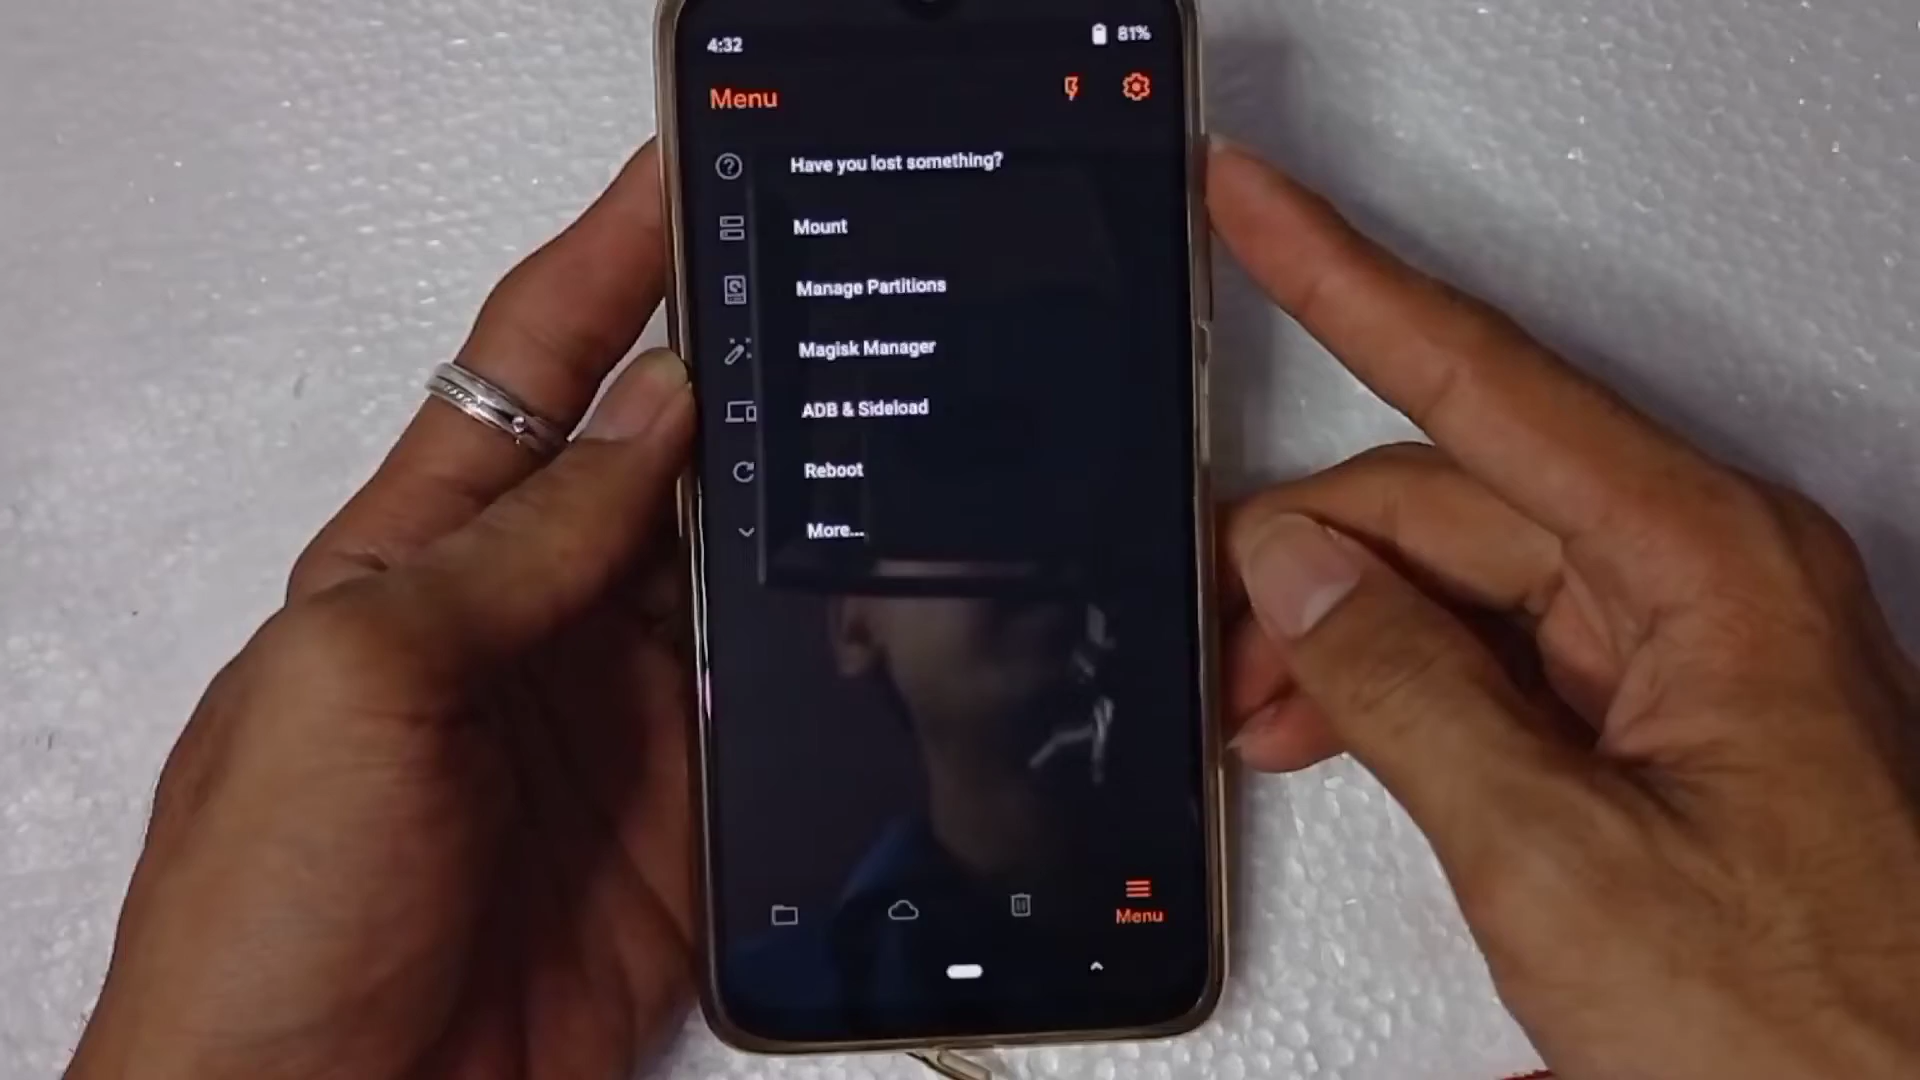 4:32
81%
Menu
Have you lost something?
Mount
Manage Partitions
Magisk Manager
ADB & Sideload
Reboot
More...
Menu